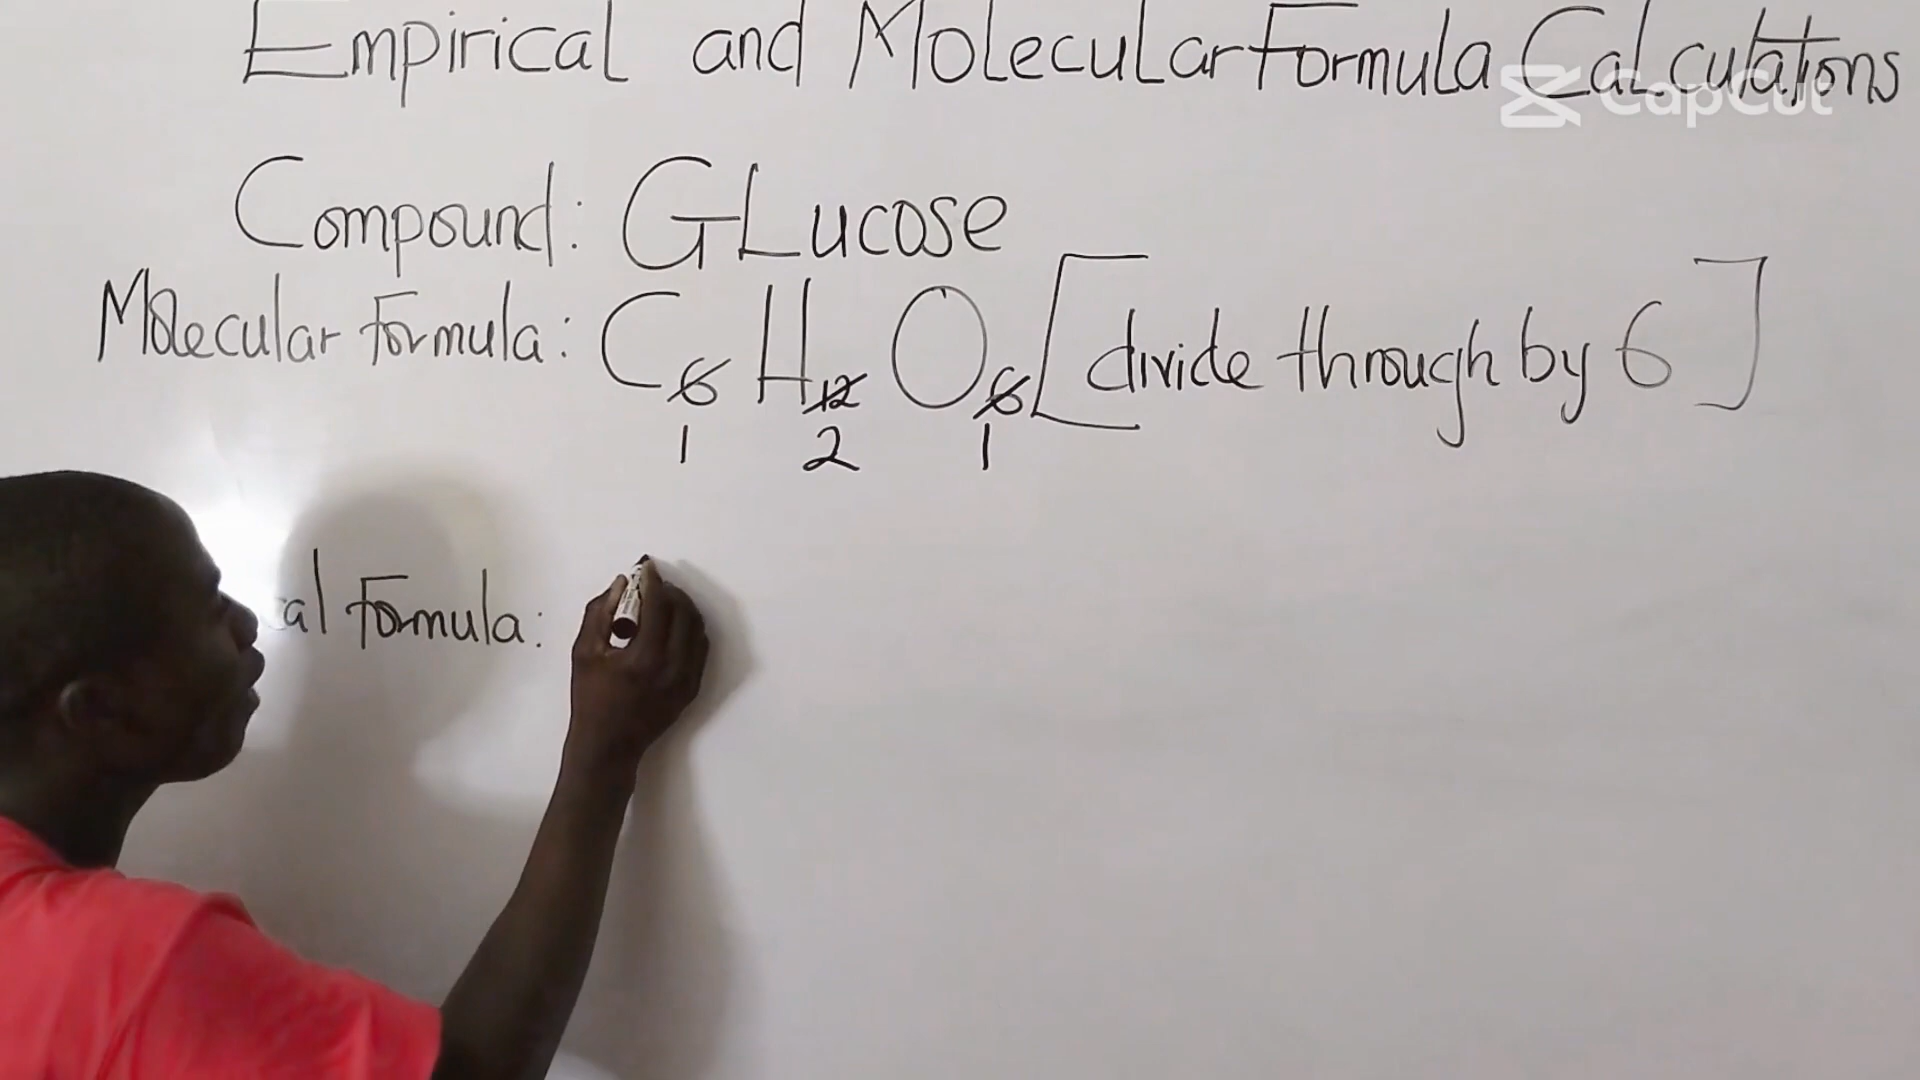 Empirical and Molecular Formula Calculations
CapCut
Compound: GLucose
Molecular Formula: C6 H12 O6 [divide through by 6]
1 2 1
al Formula: